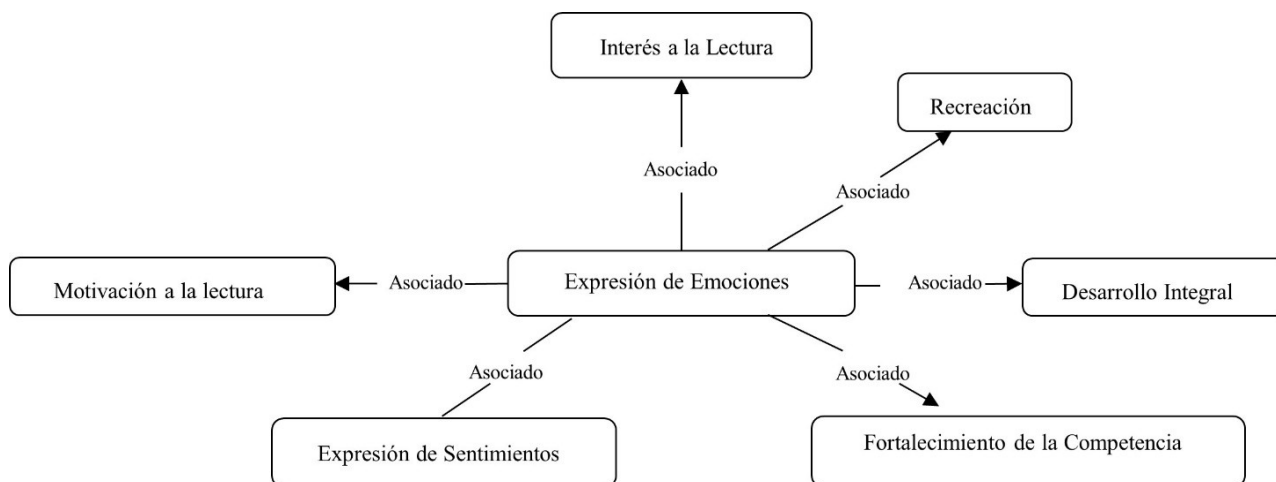 Interés a la Lectura
Recreación
Asociado
Asociado
Motivación a la lectura
Asociado
Expresión de Emociones
Asociado
Desarrollo Integral
Asociado
Asociado
Expresión de Sentimientos
Fortalecimiento de la Competencia